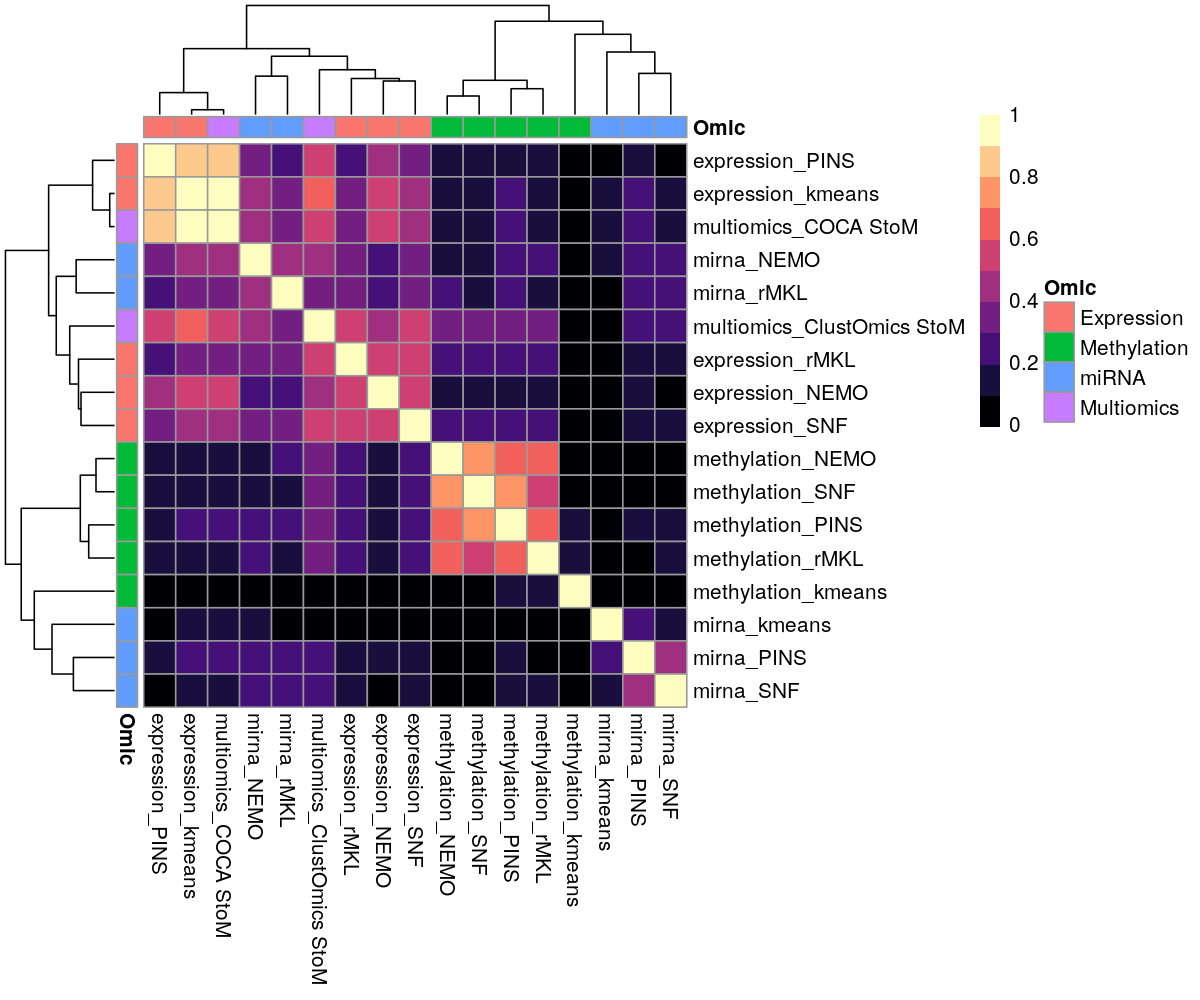 Omic
expression_PINS
expression_kmeans
multiomics_COCA StoM
mirna_NEMO
mirna_rMKL
multiomics_ClustOmics StoM
expression_rMKL
expression_NEMO
expression_SNF
methylation_NEMO
methylation_SNF
methylation_PINS
methylation_rMKL
methylation_kmeans
mirna_kmeans
mirna_PINS
mirna_SNF
1
0.8
0.6
0.4
0.2
0
Omic
Expression
Methylation
miRNA
Multiomics
Omic
expression_PINS
expression_kmeans
multiomics_COCA StoM
mirna_NEMO
mirna_rMKL
multiomics_ClustOmics StoM
expression_rMKL
expression_NEMO
expression_SNF
methylation_NEMO
methylation_SNF
methylation_PINS
methylation_rMKL
methylation_kmeans
mirna_kmeans
mirna_PINS
mirna_SNF